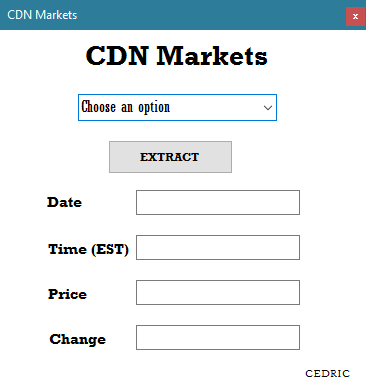 CDN Markets
x
CDN Markets
Choose an option
EXTRACT
Date
Time (EST)
Price
Change
CEDRIC